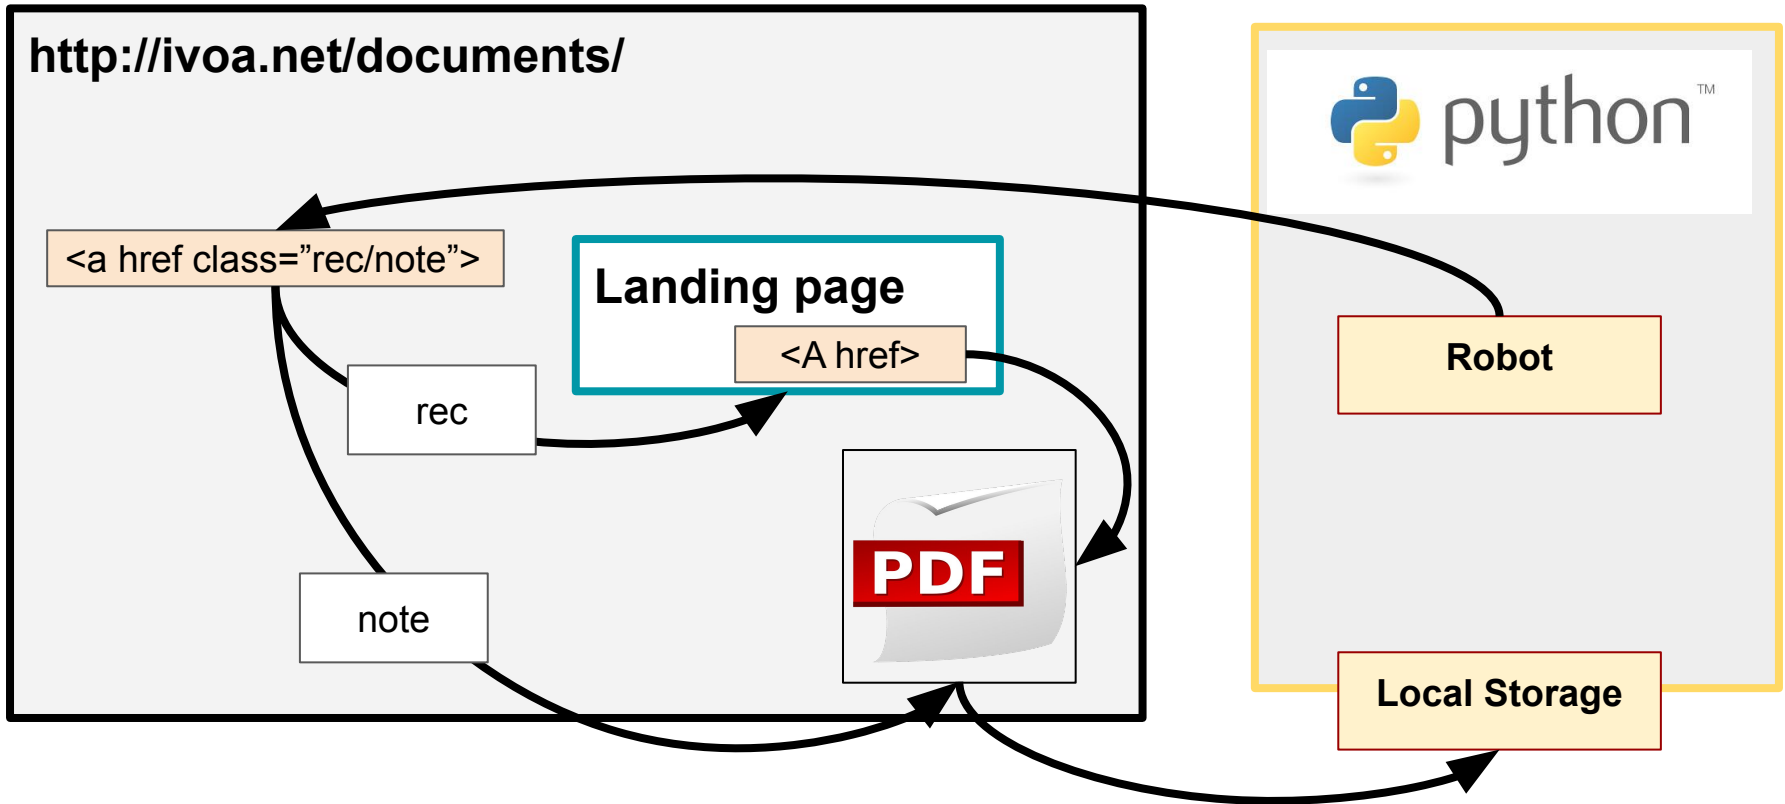 http://ivoa.net/documents/
python™
<a href class=”rec/note”>
Landing page
<A href>
Robot
rec
PDF
note
Local Storage